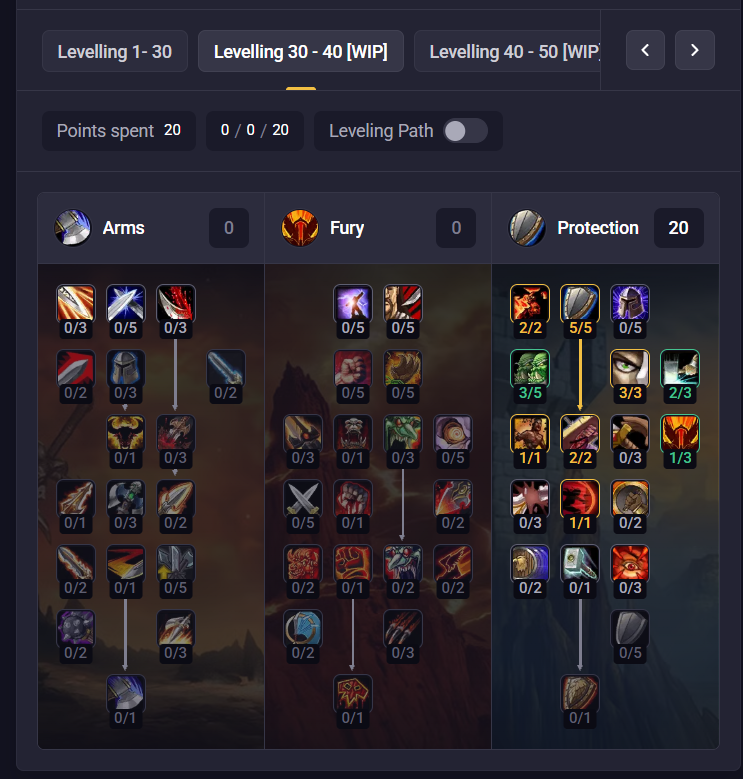 Levelling 1- 30 Levelling 30 - 40 [WIP] Levelling 40 - 50 [WIP]
Points spent 20 0 / 0 / 20 Leveling Path
Arms 0 Fury 0 Protection 20
0/3 0/5 0/3 0/5 0/5 2/2 5/5 0/5
0/2 0/3 0/2 0/5 0/5 3/5 3/3 2/3
0/1 0/3 0/3 0/1 0/3 0/5 1/1 2/2 0/3 1/3
0/1 0/3 0/2 0/5 0/1 0/2 0/3 1/1 0/2
0/2 0/1 0/5 0/2 0/1 0/2 0/2 0/2 0/1 0/3
0/2 0/3 0/2 0/3 0/5
0/1 0/1 0/1